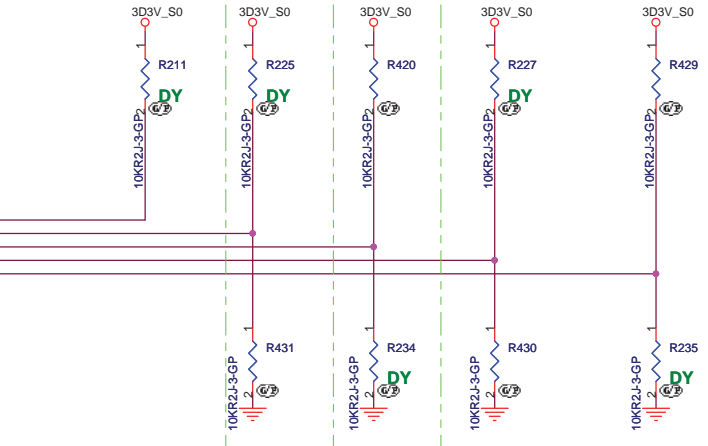 3D3V_S0 3D3V_S0 3D3V_S0 3D3V_S0 3D3V_S0
1 1 1 1 1
R211 R225 R420 R227 R429
DY DY DY
2 G/P 2 G/P 2 G/P 2 G/P 2 G/P
10KR2J-3-GP 10KR2J-3-GP 10KR2J-3-GP 10KR2J-3-GP 10KR2J-3-GP
1 1 1 1
R431 R234 R430 R235
DY DY
2 G/P 2 G/P 2 G/P 2 G/P
10KR2J-3-GP 10KR2J-3-GP 10KR2J-3-GP 10KR2J-3-GP